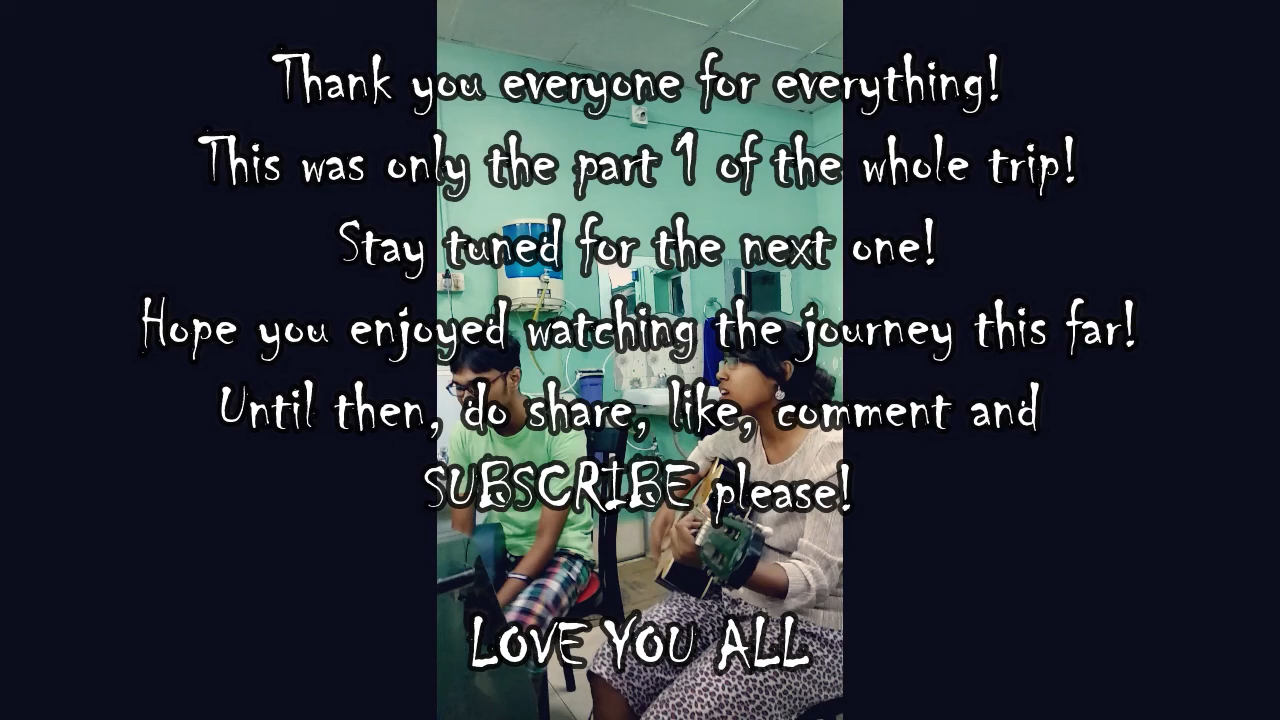 Thank you everyone for everything!
This was only the part 1 of the whole trip!
Stay tuned for the next one!
Hope you enjoyed watching the journey this far!
Until then, do share, like, comment and
SUBSCRIBE please!
LOVE YOU ALL